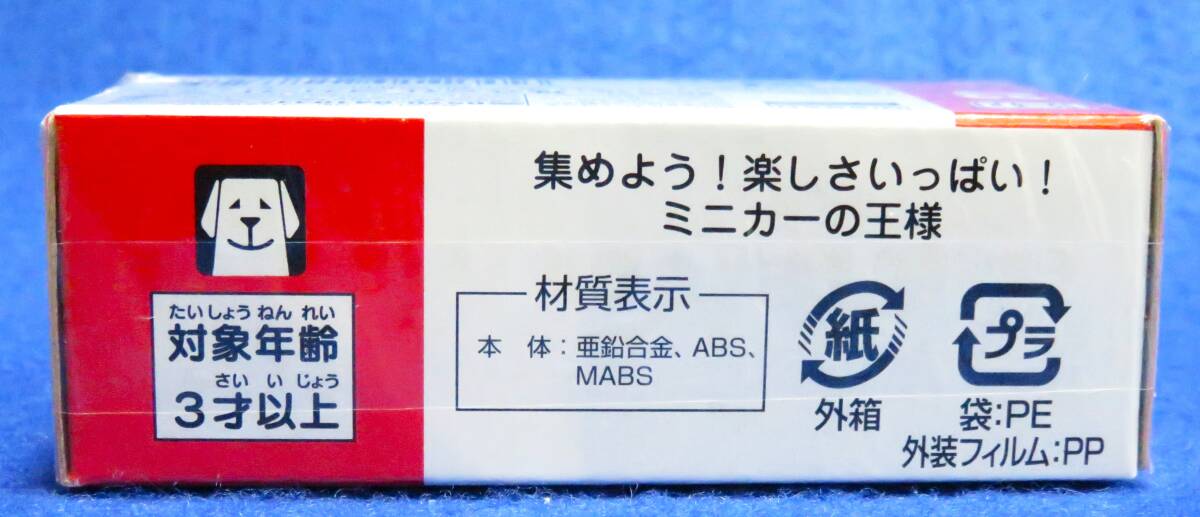 集めよう!楽しさいっぱい!
ミニカーの王様
たいしょうねんれい
対象年齢
さいいじょう
3才以上
材質表示
本体:亜鉛合金、ABS、
MABS
紙
外箱
プラ
袋:PE
外装フィルム:PP